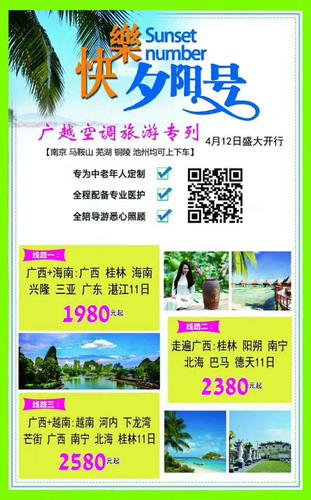 快樂 Sunset number
夕阳号
广越空调旅游专列
4月12日盛大开行
【南京 马鞍山 芜湖 铜陵 池州均可上下车】
专为中老年人定制
全程配备专业医护
全陪导游悉心照顾
线路一：
广西+海南:广西 桂林 海南
兴隆 三亚 广东 湛江11日
1980元起
线路二：
走遍广西:桂林 阳朔 南宁
北海 巴马 德天11日
2380元起
线路三：
广西+越南:越南 河内 下龙湾
芒街 广西 南宁 北海 桂林11日
2580元起